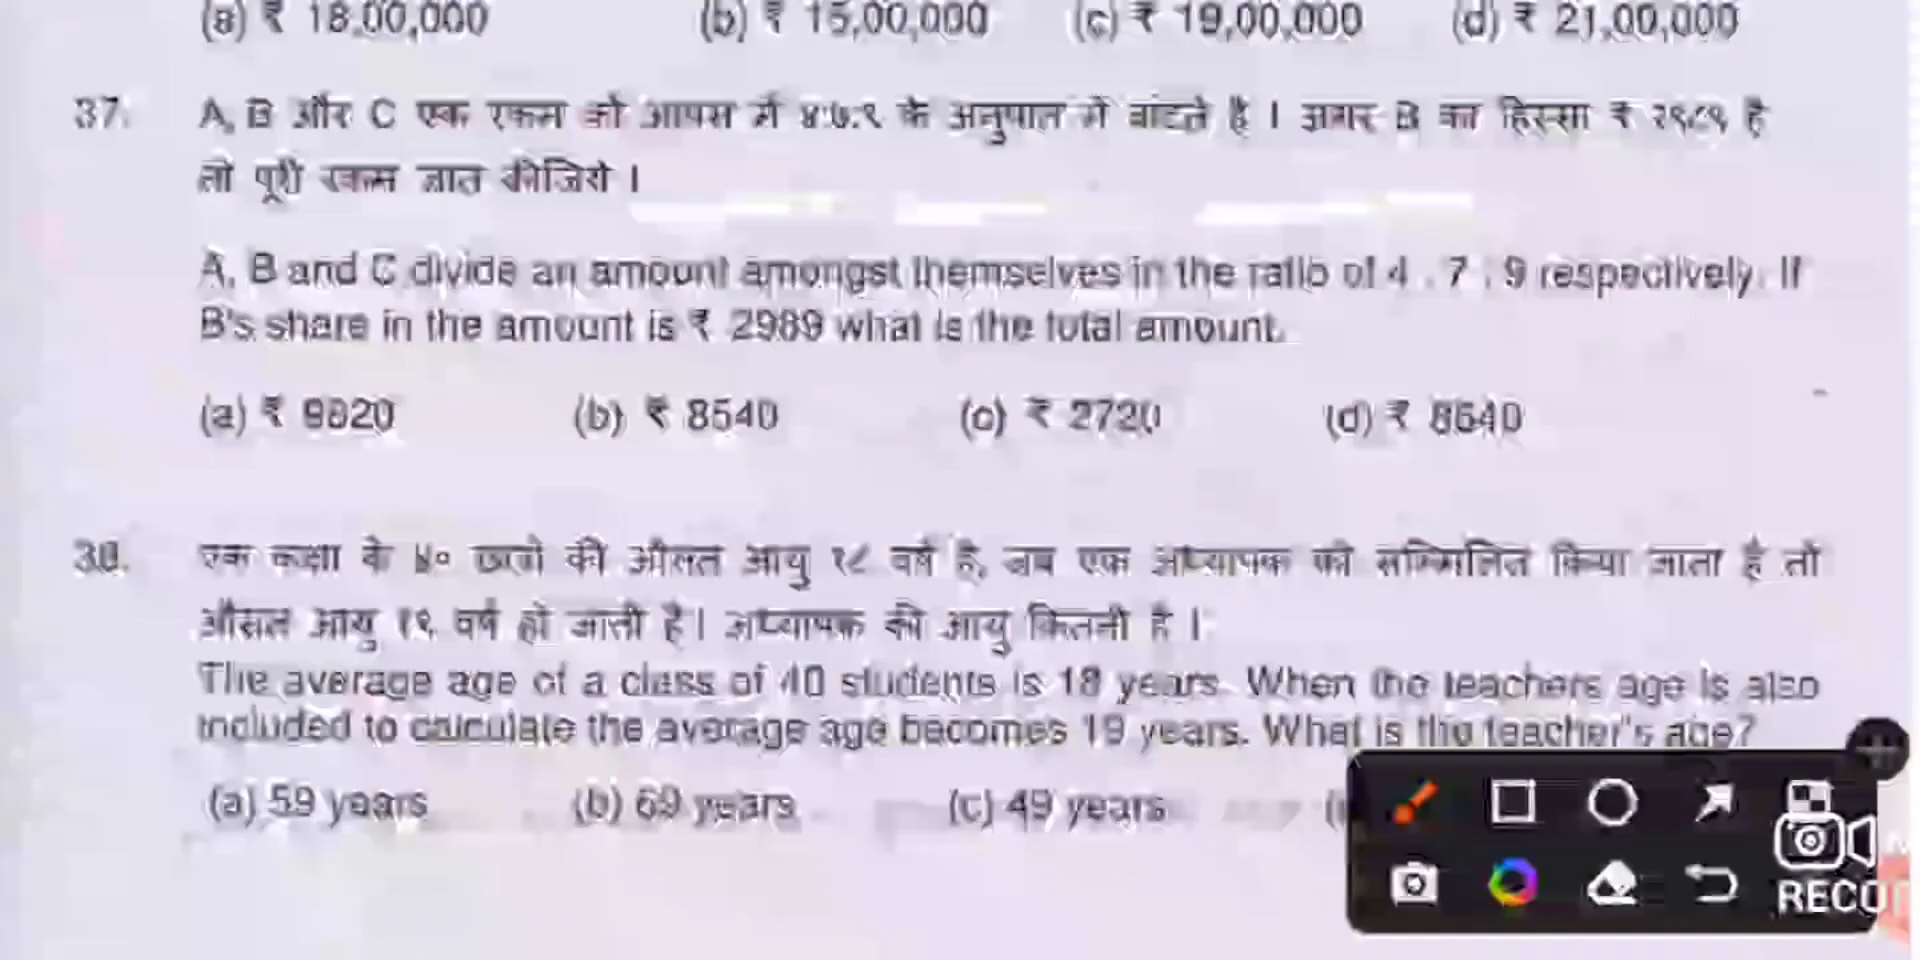 (a) ₹ 18,00,000 (b) ₹ 15,00,000 (c) ₹ 19,00,000 (d) ₹ 21,00,000
37. A, B और C एक रकम को आपस में ४:७:९ के अनुपात में बांटते है । अगर B का हिस्सा ₹ २९८९ है
तो पूरी रकम ज्ञात कीजिये ।
A, B and C divide an amount amongst themselves in the ratio of 4 : 7 : 9 respectively. If
B's share in the amount is ₹ 2989 what is the total amount.
(a) ₹ (b) ₹ 8540 (c) ₹ 2720 (d) ₹ 8640
38. एक कक्षा के ४० छात्रो की औसत आयु १८ वर्ष है, जब एक अध्यापक को सम्मिलित किया जाता है तो
औसत आयु १९ वर्ष हो जाती है। अध्यापक की आयु कितनी है ।
The average age of a class of 40 students is 18 years. When the teachers age is also
included to calculate the average age becomes 19 years. What is the teacher's age?
(a) 59 years (b) 69 years (c) 49 years
RECOR